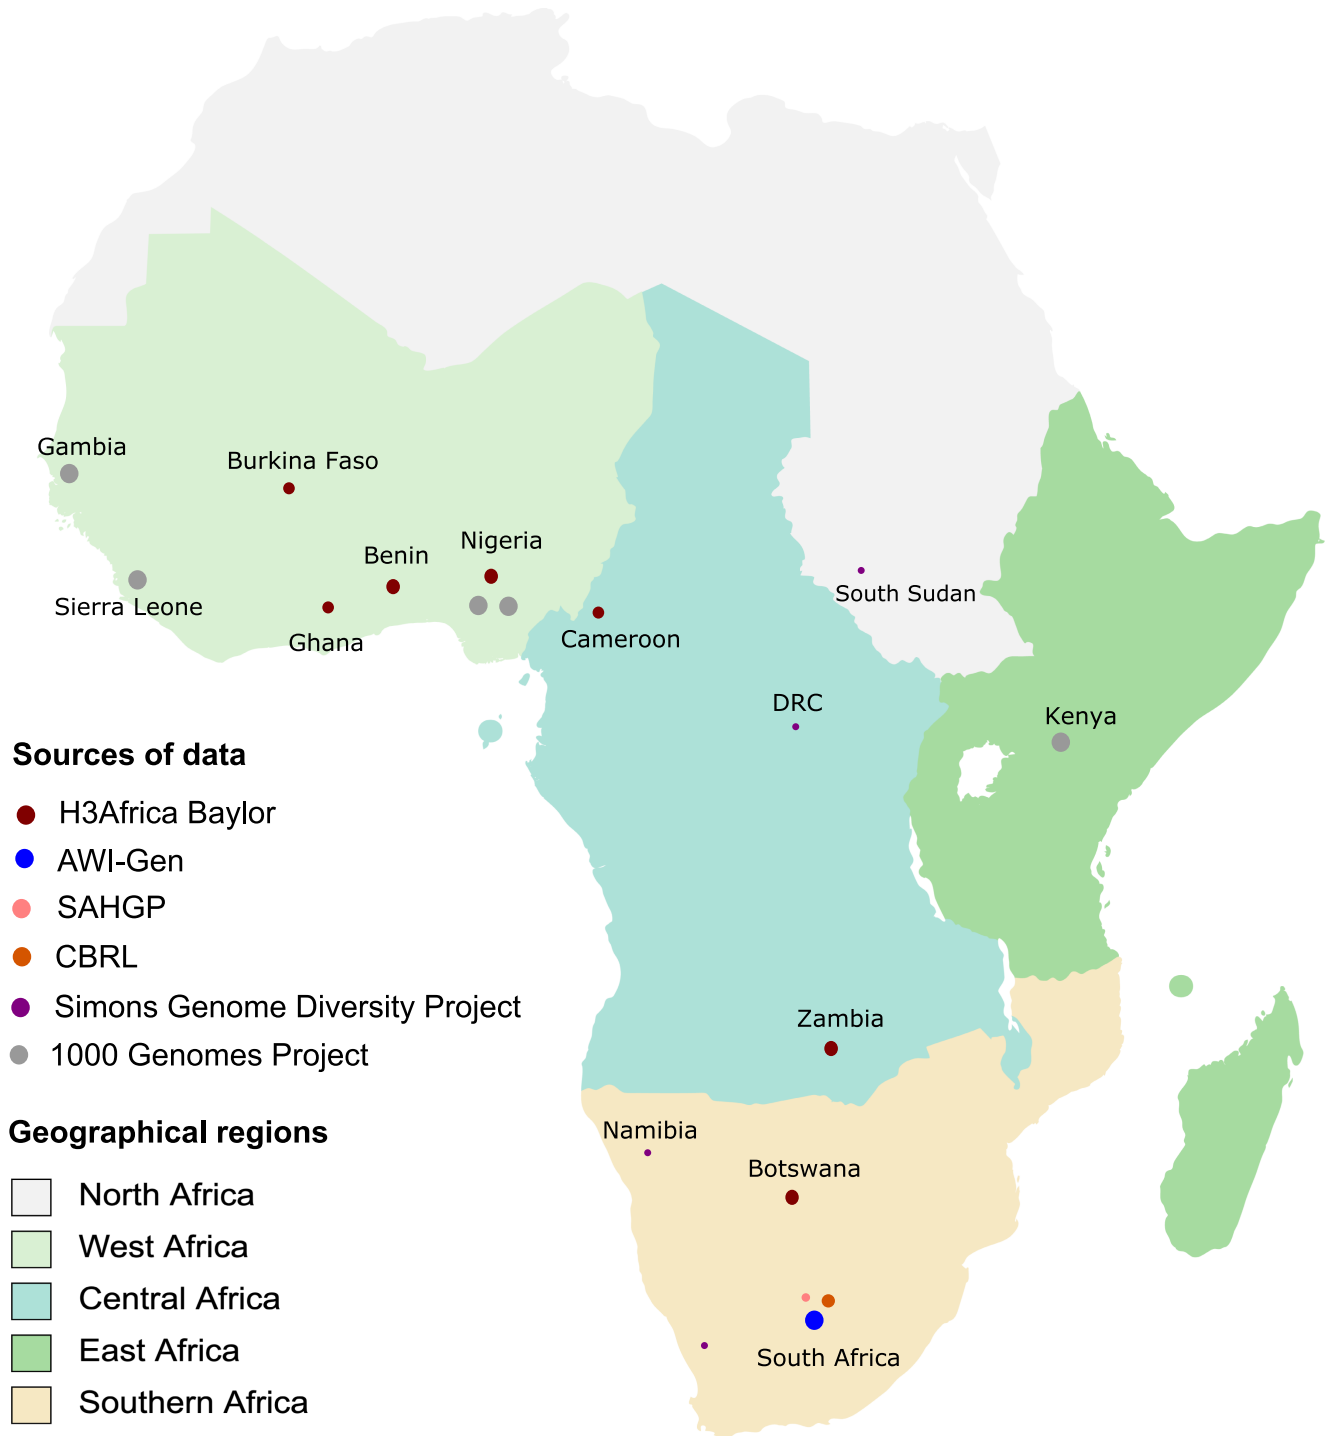 Gambia
Burkina Faso
Benin
Nigeria
Sierra Leone
Ghana
Cameroon
South Sudan
DRC
Kenya
Zambia
Namibia
Botswana
South Africa
Sources of data
H3Africa Baylor
AWI-Gen
SAHGP
CBRL
Simons Genome Diversity Project
1000 Genomes Project
Geographical regions
North Africa
West Africa
Central Africa
East Africa
Southern Africa